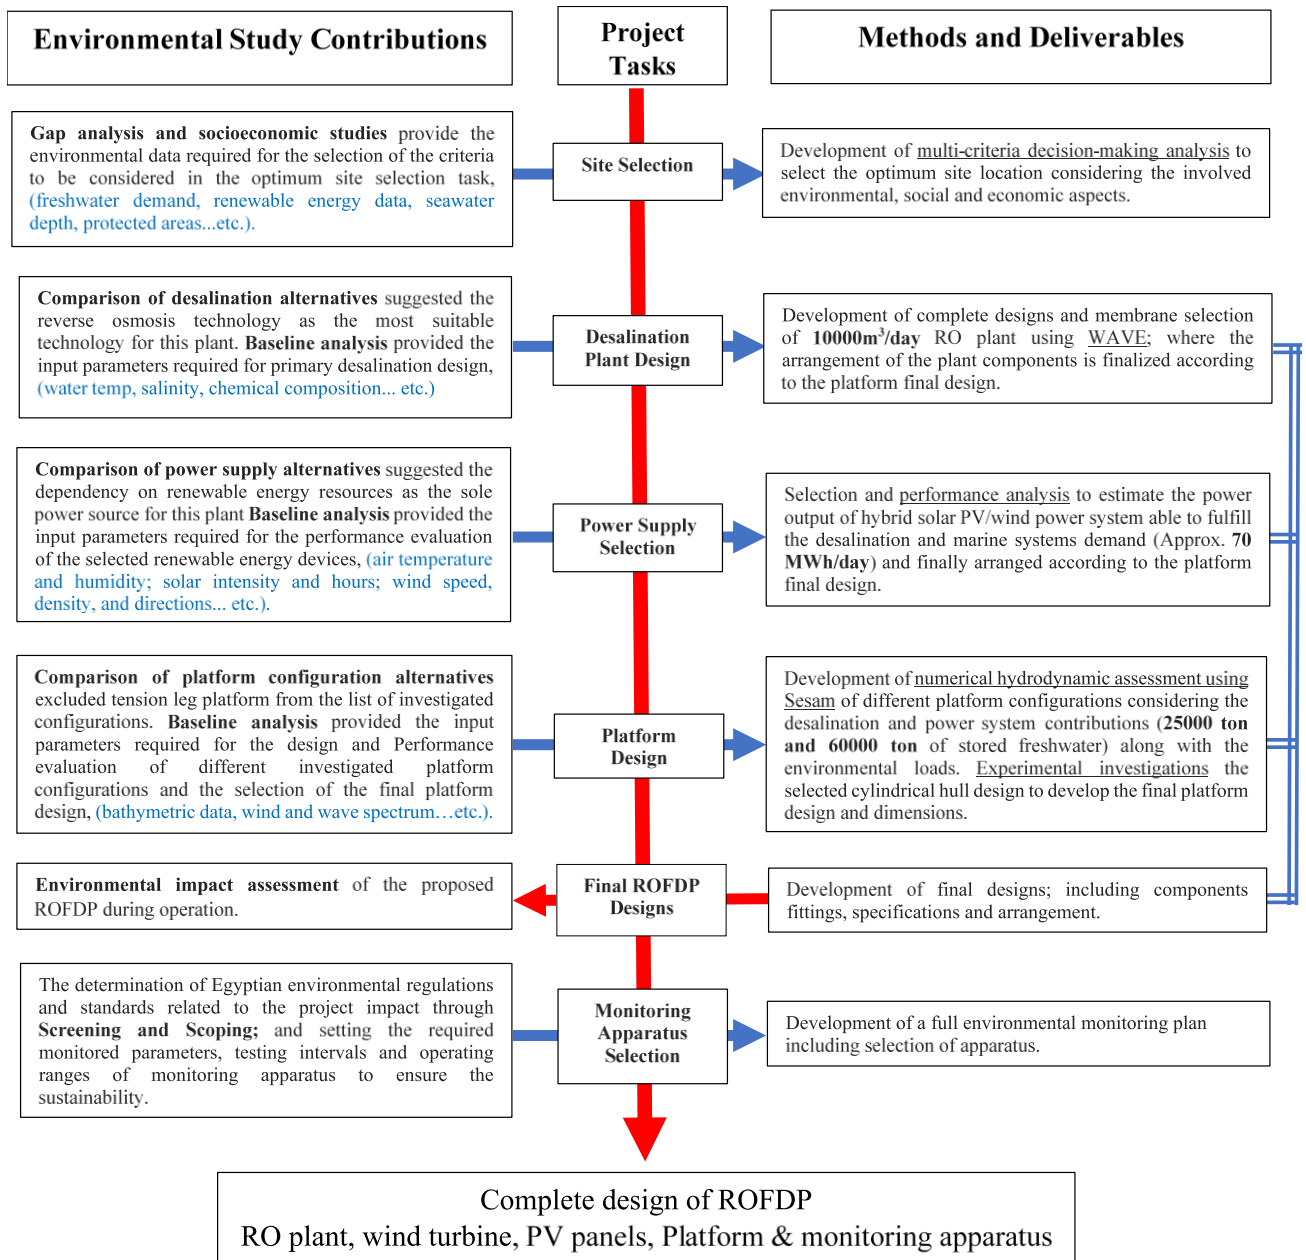 Environmental Study Contributions
Project
Tasks
Methods and Deliverables
Gap analysis and socioeconomic studies provide the
environmental data required for the selection of the criteria
to be considered in the optimum site selection task,
(freshwater demand, renewable energy data, seawater
depth, protected areas...etc.).
Site Selection
Development of multi-criteria decision-making analysis to
select the optimum site location considering the involved
environmental, social and economic aspects.
Comparison of desalination alternatives suggested the
reverse osmosis technology as the most suitable
technology for this plant. Baseline analysis provided the
input parameters required for primary desalination design,
(water temp, salinity, chemical composition... etc.)
Desalination
Plant Design
Development of complete designs and membrane selection
of 10000m³/day RO plant using WAVE; where the
arrangement of the plant components is finalized according
to the platform final design.
Comparison of power supply alternatives suggested the
dependency on renewable energy resources as the sole
power source for this plant Baseline analysis provided the
input parameters required for the performance evaluation
of the selected renewable energy devices, (air temperature
and humidity; solar intensity and hours; wind speed,
density, and directions... etc.).
Power Supply
Selection
Selection and performance analysis to estimate the power
output of hybrid solar PV/wind power system able to fulfill
the desalination and marine systems demand (Approx. 70
MWh/day) and finally arranged according to the platform
final design.
Comparison of platform configuration alternatives
excluded tension leg platform from the list of investigated
configurations. Baseline analysis provided the input
parameters required for the design and Performance
evaluation of different investigated platform
configurations and the selection of the final platform
design, (bathymetric data, wind and wave spectrum…etc.).
Platform
Design
Development of numerical hydrodynamic assessment using
Sesam of different platform configurations considering the
desalination and power system contributions (25000 ton
and 60000 ton of stored freshwater) along with the
environmental loads. Experimental investigations the
selected cylindrical hull design to develop the final platform
design and dimensions.
Environmental impact assessment of the proposed
ROFDP during operation.
Final ROFDP
Designs
Development of final designs; including components
fittings, specifications and arrangement.
The determination of Egyptian environmental regulations
and standards related to the project impact through
Screening and Scoping; and setting the required
monitored parameters, testing intervals and operating
ranges of monitoring apparatus to ensure the
sustainability.
Monitoring
Apparatus
Selection
Development of a full environmental monitoring plan
including selection of apparatus.
Complete design of ROFDP
RO plant, wind turbine, PV panels, Platform & monitoring apparatus